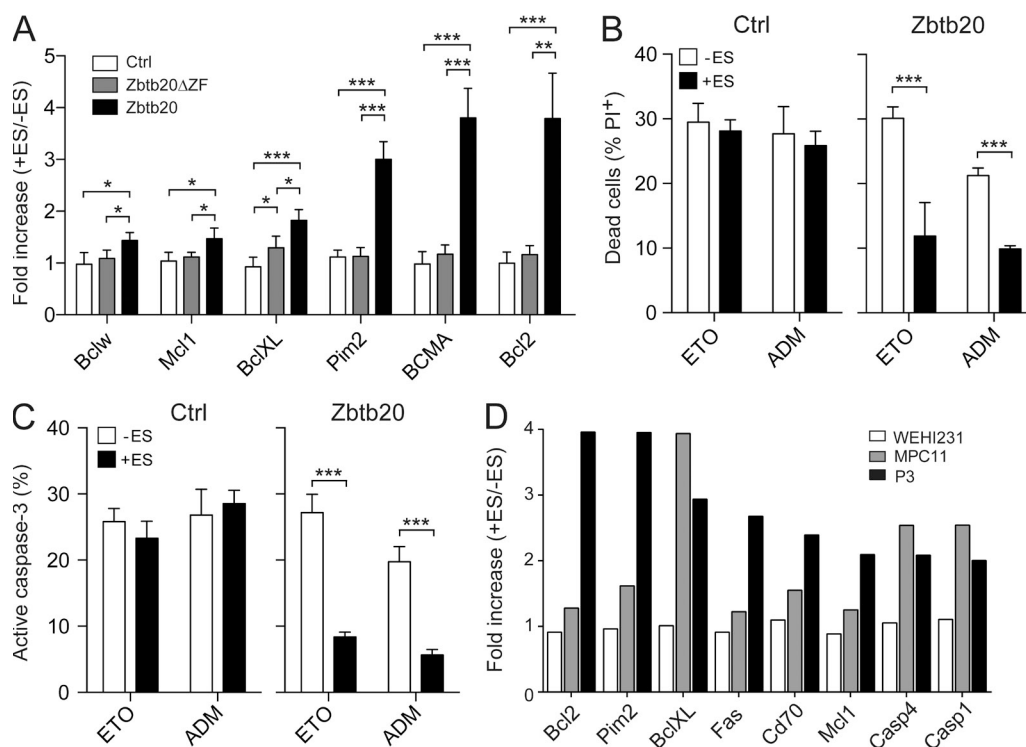 A
Ctrl
Zbtb20ΔZF
Zbtb20
Fold increase (+ES/-ES)
5
4
3
2
1
0
*
*
*
*
***
*
*
***
***
***
***
***
**
Bclw
Mcl1
BclXL
Pim2
BCMA
Bcl2
B
Ctrl
Zbtb20
-ES
+ES
Dead cells (% PI+)
40
30
20
10
0
***
***
ETO
ADM
ETO
ADM
C
Ctrl
Zbtb20
-ES
+ES
Active caspase-3 (%)
40
30
20
10
0
***
***
ETO
ADM
ETO
ADM
D
WEHI231
MPC11
P3
Fold increase (+ES/-ES)
4
3
2
1
0
Bcl2
Pim2
BclXL
Fas
Cd70
Mcl1
Casp4
Casp1